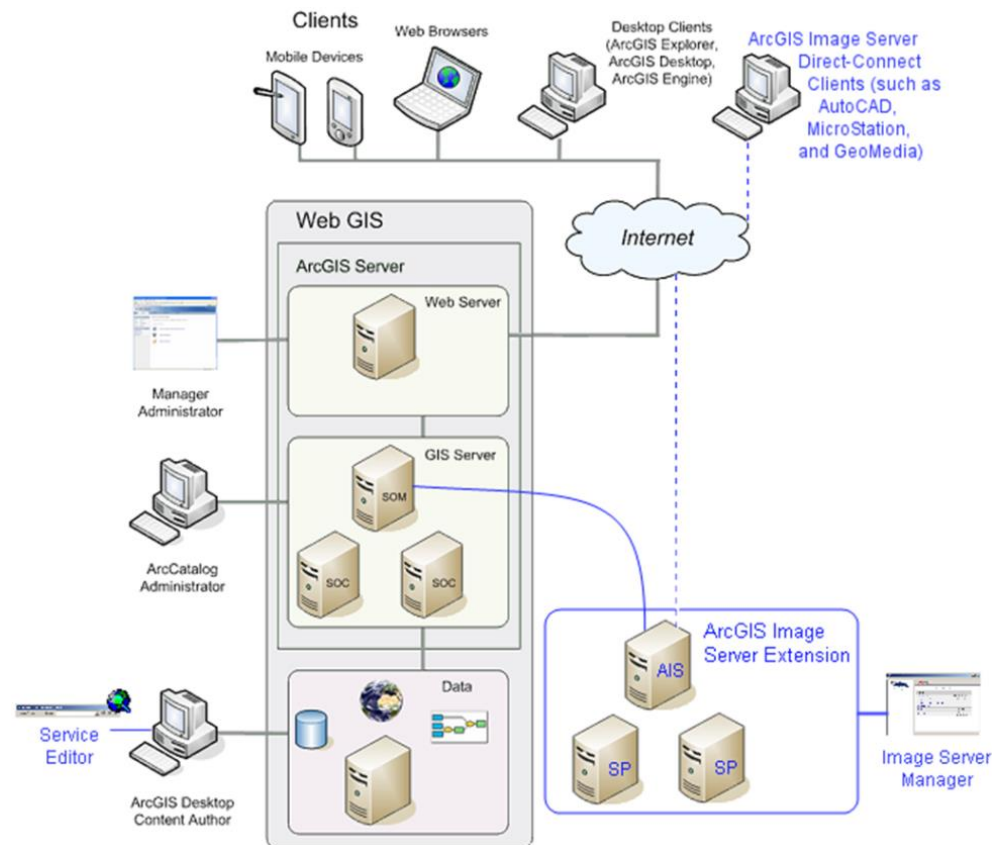 Clients
Mobile Devices
Web Browsers
Desktop Clients
(ArcGIS Explorer,
ArcGIS Desktop,
ArcGIS Engine)
ArcGIS Image Server
Direct-Connect
Clients (such as
AutoCAD,
MicroStation,
and GeoMedia)
Internet
Web GIS
ArcGIS Server
Web Server
Manager
Administrator
GIS Server
SOM
SOC
SOC
ArcCatalog
Administrator
ArcGIS Image
Server Extension
AIS
SP
SP
Image Server
Manager
Data
Service
Editor
ArcGIS Desktop
Content Author